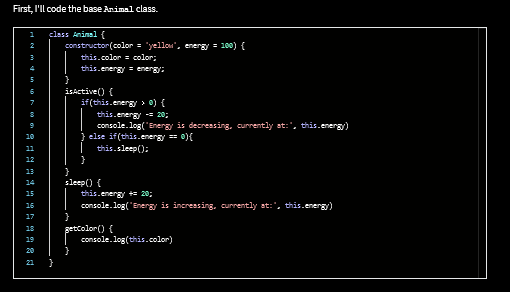 First, I'll code the base Animal class.
1 class Animal {
2 constructor(color = 'yellow', energy = 100) {
3 this.color = color;
4 this.energy = energy;
5 }
6 isActive() {
7 if(this.energy > 0) {
8 this.energy -= 20;
9 console.log('Energy is decreasing, currently at:', this.energy)
10 } else if(this.energy == 0){
11 this.sleep();
12 }
13 }
14 sleep() {
15 this.energy += 20;
16 console.log('Energy is increasing, currently at:', this.energy)
17 }
18 getColor() {
19 console.log(this.color)
20 }
21 }